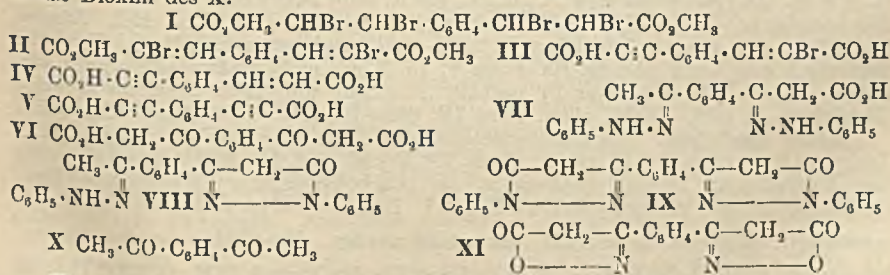 das Dioxim des X.
I CO₂CH₃·CHBr·CHBr·C₆H₄·CHBr·CHBr·CO₂CH₃
II CO₂CH₃·CBr:CH·C₆H₄·CH:CBr·CO₂CH₃ III CO₂H·C⋮C·C₆H₄·CH:CBr·CO₂H
IV CO₂H·C⋮C·C₆H₄·CH:CH·CO₂H
V CO₂H·C⋮C·C₆H₄·C⋮C·CO₂H
VI CO₂H·CH₂·CO·C₆H₄·CO·CH₂·CO₂H
VII CH₃·C·C₆H₄·C·CH₂·CO₂H
C₆H₅·NH·N N·NH·C₆H₅
CH₃·C·C₆H₄·C—CH₂—CO
C₆H₅·NH·N VIII N———N·C₆H₅
OC—CH₂—C·C₆H₄·C—CH₂—CO
C₆H₅·N———N IX N———N·C₆H₅
X CH₃·CO·C₆H₄·CO·CH₃
XI OC—CH₂—C·C₆H₄·C—CH₂—CO
O———N N———O